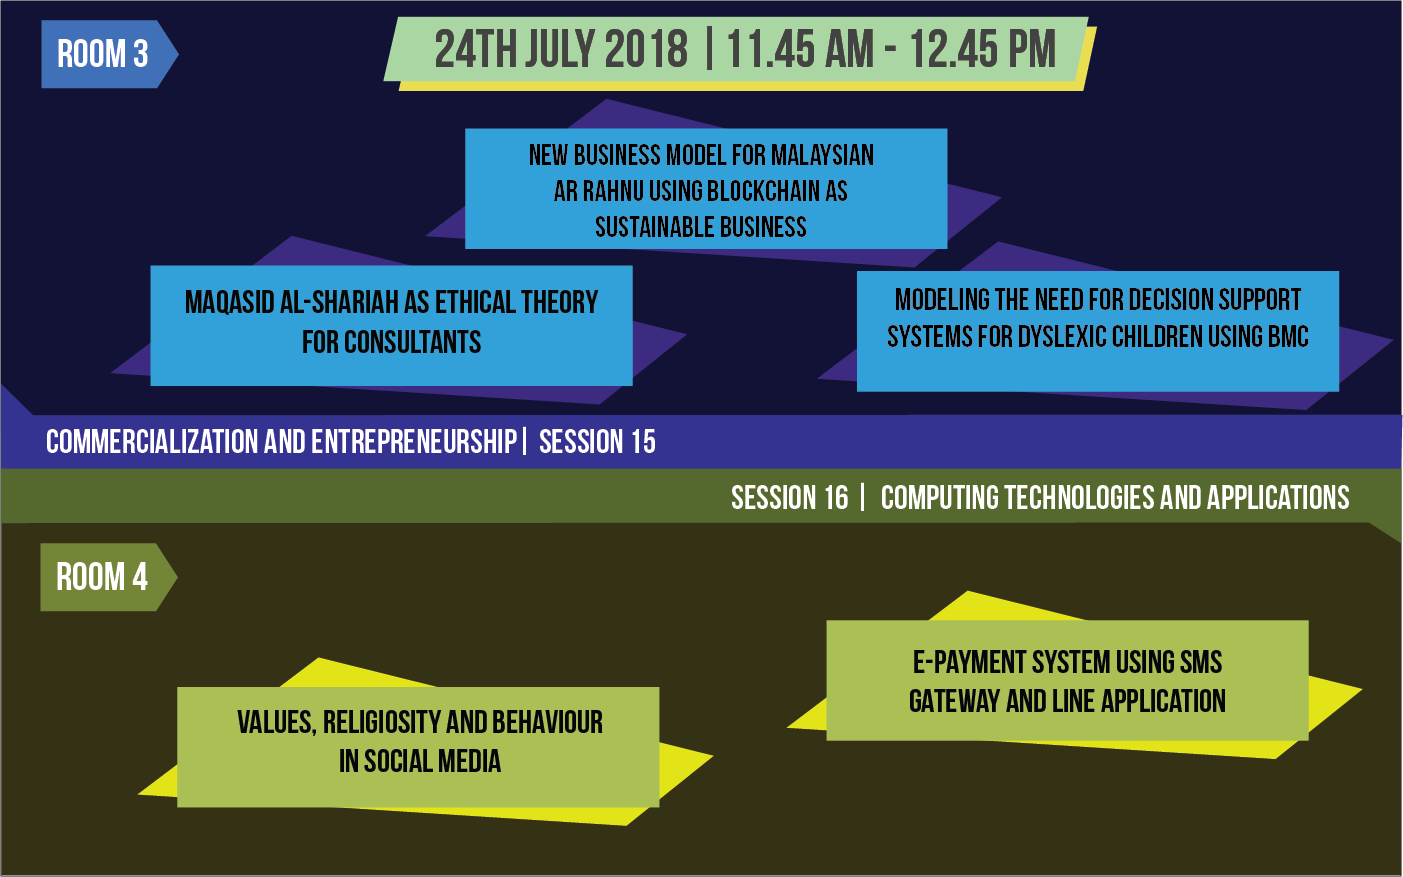 ROOM 3
24TH JULY 2018 | 11.45 AM - 12.45 PM
NEW BUSINESS MODEL FOR MALAYSIAN
AR RAHNU USING BLOCKCHAIN AS
SUSTAINABLE BUSINESS
MAQASID AL-SHARIAH AS ETHICAL THEORY
FOR CONSULTANTS
MODELING THE NEED FOR DECISION SUPPORT
SYSTEMS FOR DYSLEXIC CHILDREN USING BMC
COMMERCIALIZATION AND ENTREPRENEURSHIP| SESSION 15
SESSION 16 | COMPUTING TECHNOLOGIES AND APPLICATIONS
ROOM 4
E-PAYMENT SYSTEM USING SMS
GATEWAY AND LINE APPLICATION
VALUES, RELIGIOSITY AND BEHAVIOUR
IN SOCIAL MEDIA